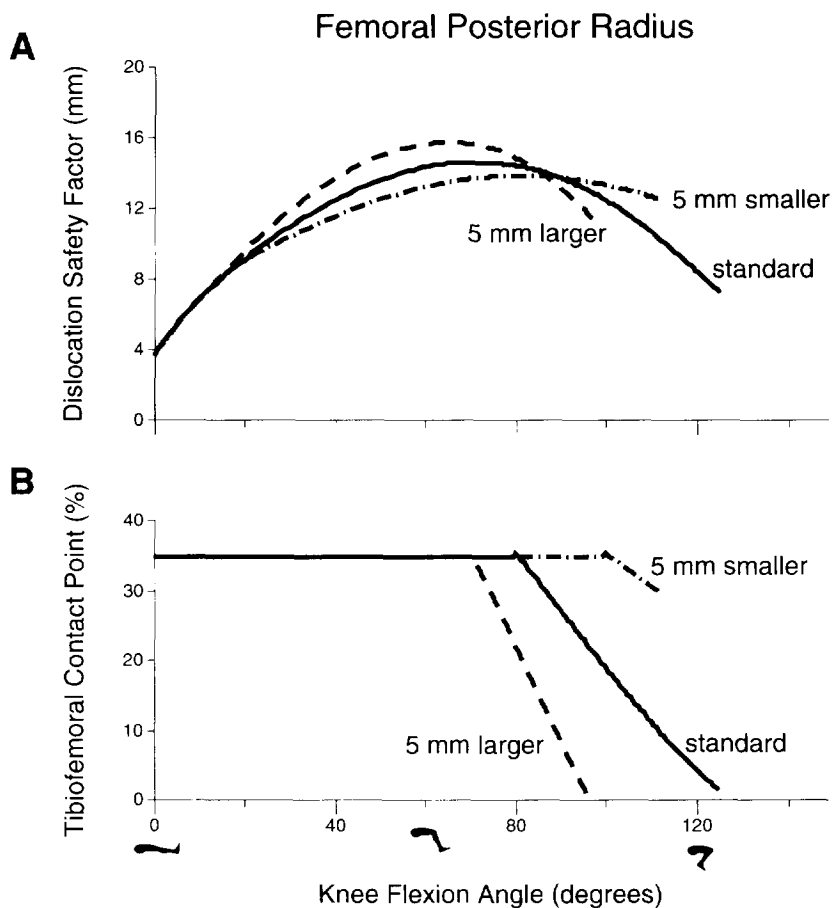 Femoral Posterior Radius
A
Dislocation Safety Factor (mm)
20
16
12
8
4
0
5 mm smaller
5 mm larger
standard
B
Tibiofemoral Contact Point (%)
40
30
20
10
0
5 mm smaller
5 mm larger
standard
0
40
80
120
Knee Flexion Angle (degrees)